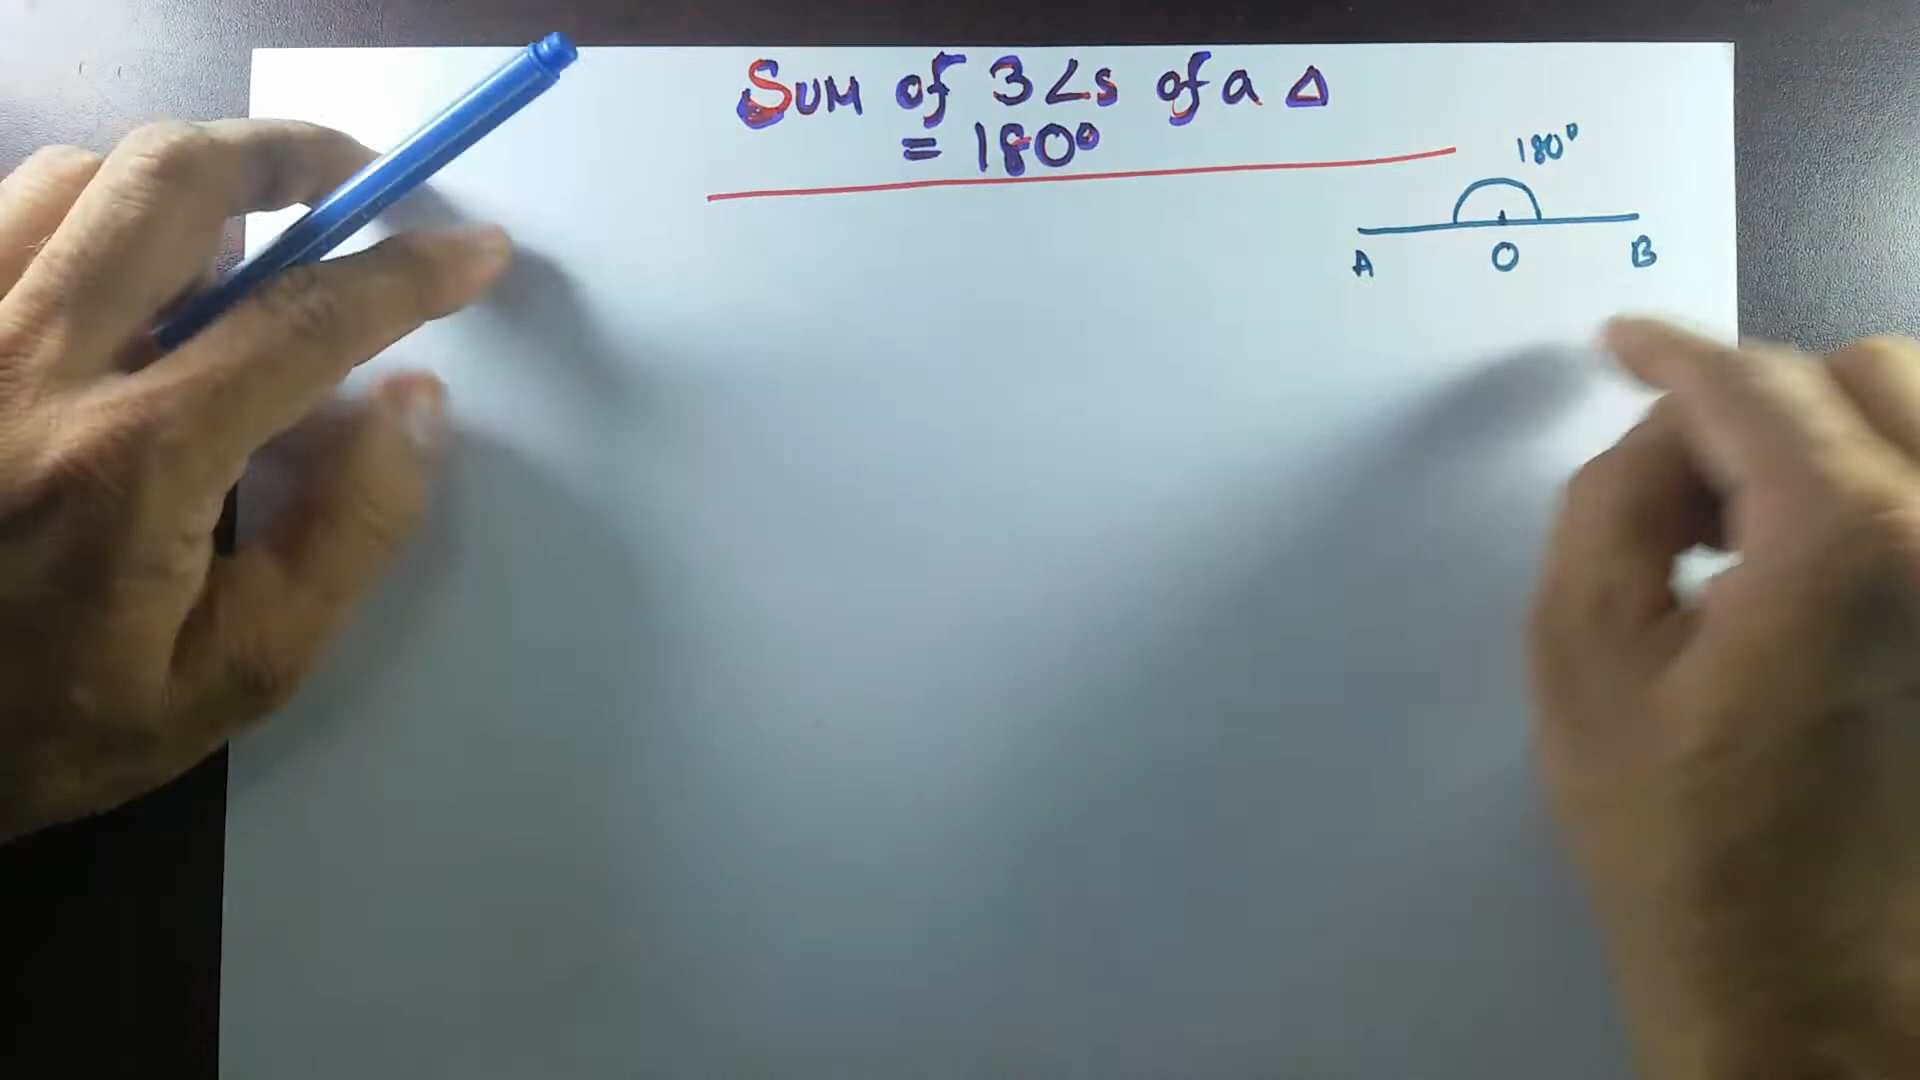 Sum of 3 ∠s of a Δ
= 180°
180°
A O B